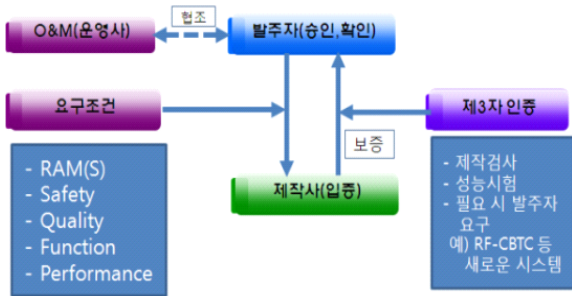 O&M(운영사)
협조
발주자(승인,확인)
요구조건
제3자인증
보증
제작사(입증)
- RAM(S)
- Safety
- Quality
- Function
- Performance
- 제작검사
- 성능시험
- 필요 시 발주자
요구
예) RF-CBTC 등
새로운 시스템